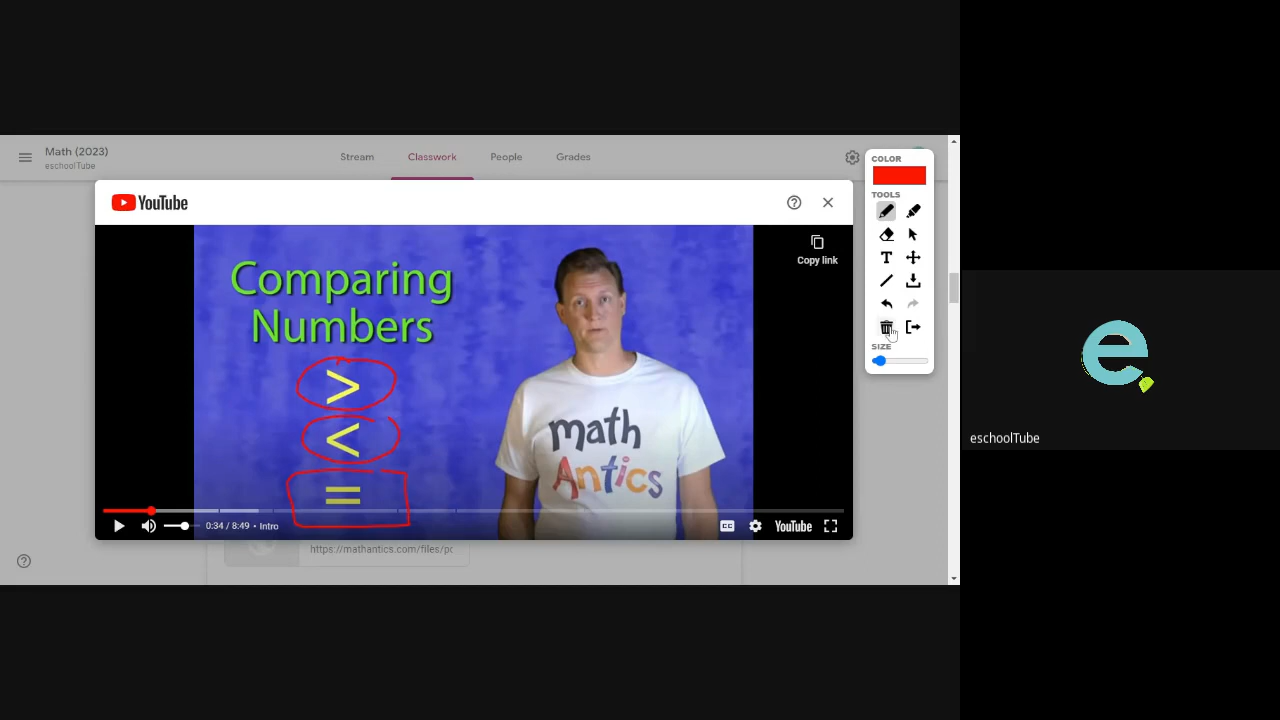 Math (2023)
eschoolTube
Stream
Classwork
People
Grades
COLOR
TOOLS
T
SIZE
YouTube
Copy link
Comparing
Numbers
>
<
=
math
Antics
0:34 / 8:49 • Intro
CC
YouTube
https://mathantics.com/files/pc
e
eschoolTube